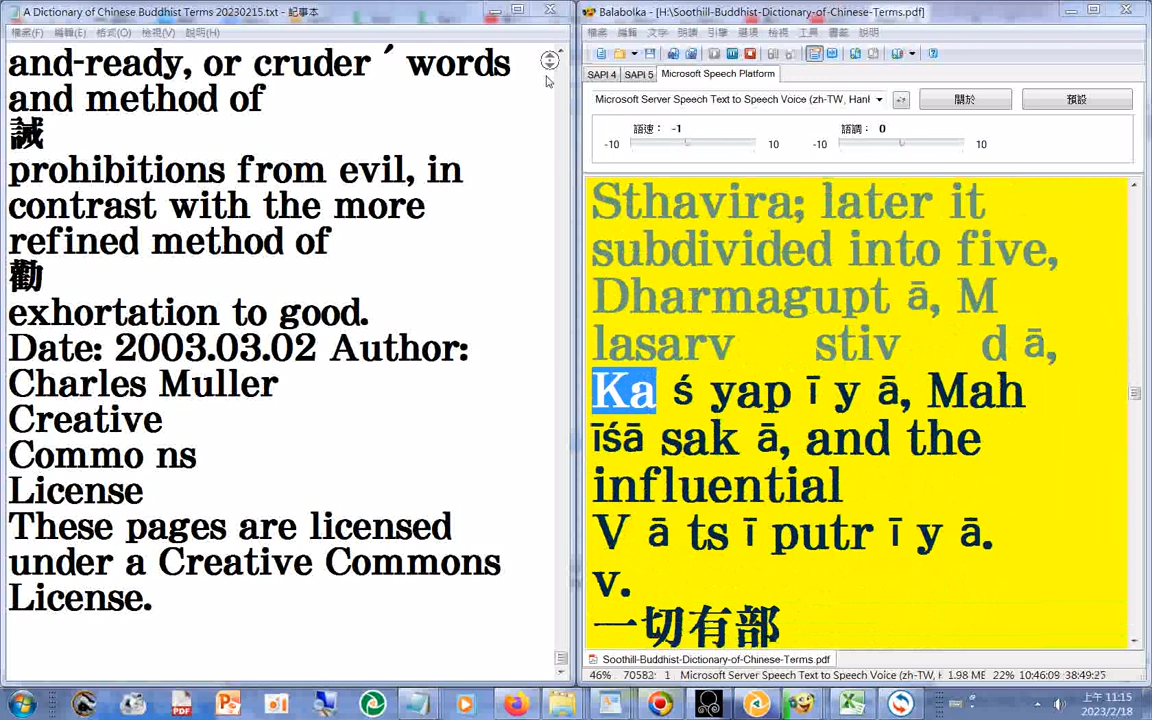 A Dictionary of Chinese Buddhist Terms 20230215.txt - 記事本
檔案(F) 編輯(E) 格式(O) 檢視(V) 說明(H)
and-ready, or cruder ˊ words
and method of
誡
prohibitions from evil, in
contrast with the more
refined method of
勸
exhortation to good.
Date: 2003.03.02 Author:
Charles Muller
Creative
Commo ns
License
These pages are licensed
under a Creative Commons
License.
Balabolka - [H:\Soothill-Buddhist-Dictionary-of-Chinese-Terms.pdf]
檔案 編輯 文字 朗讀 引擎 選項 檢視 工具 書籤 說明
SAPI 4 SAPI 5 Microsoft Speech Platform
Microsoft Server Speech Text to Speech Voice (zh-TW, Hanl
關於 預設
語速： -1 語調： 0
-10 10 -10 10
Sthavira; later it
subdivided into five,
Dharmagupt ā, M
lasarv stiv d ā,
Ka ś yap ī y ā, Mah
īśā sak ā, and the
influential
V ā ts ī putr ī y ā.
v.
一切有部
Soothill-Buddhist-Dictionary-of-Chinese-Terms.pdf
46% 70582: 1 Microsoft Server Speech Text to Speech Voice (zh-TW, H 1.98 MB 22% 10:46:09 38:49:25
上午 11:15
2023/2/18